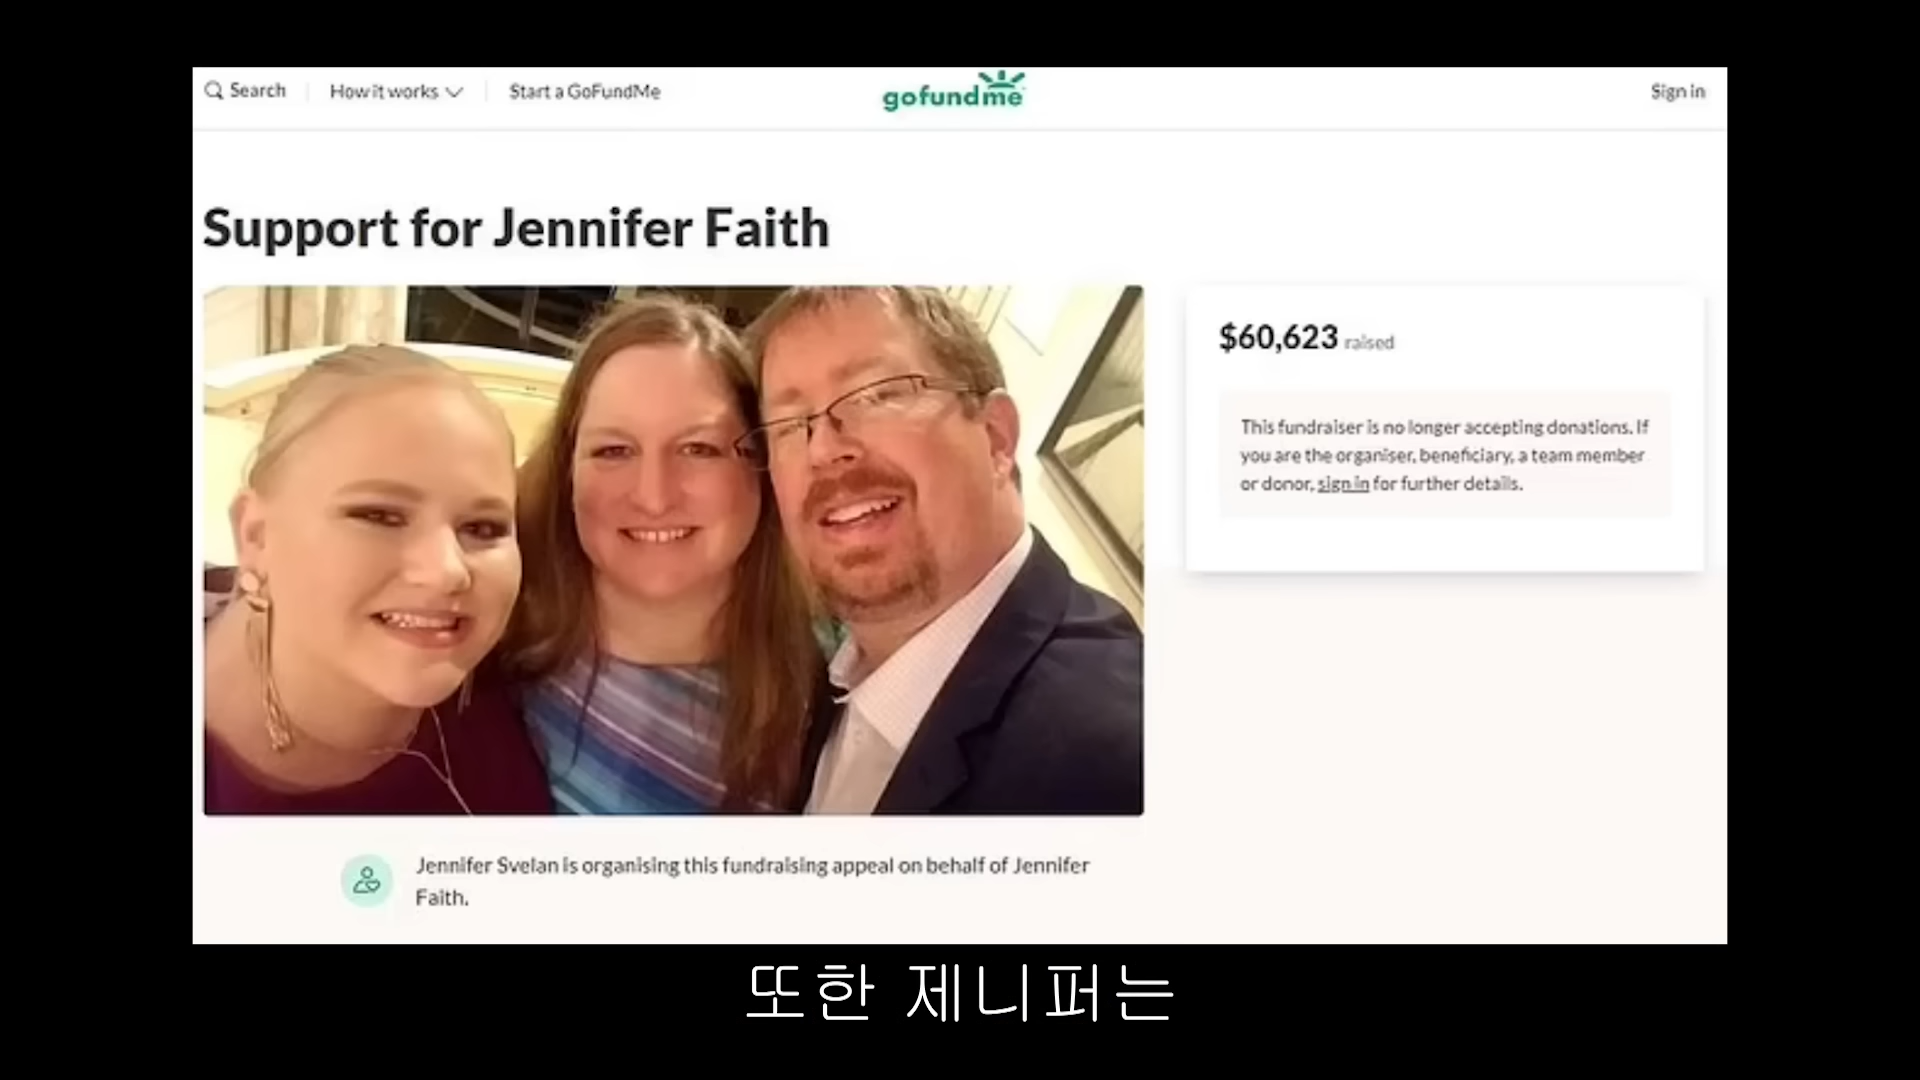 Search
How it works
Start a GoFundMe
gofundme
Sign in
Support for Jennifer Faith
$60,623 raised
This fundraiser is no longer accepting donations. If
you are the organiser, beneficiary, a team member
or donor, sign in for further details.
Jennifer Svelan is organising this fundraising appeal on behalf of Jennifer
Faith.
또한 제니퍼는